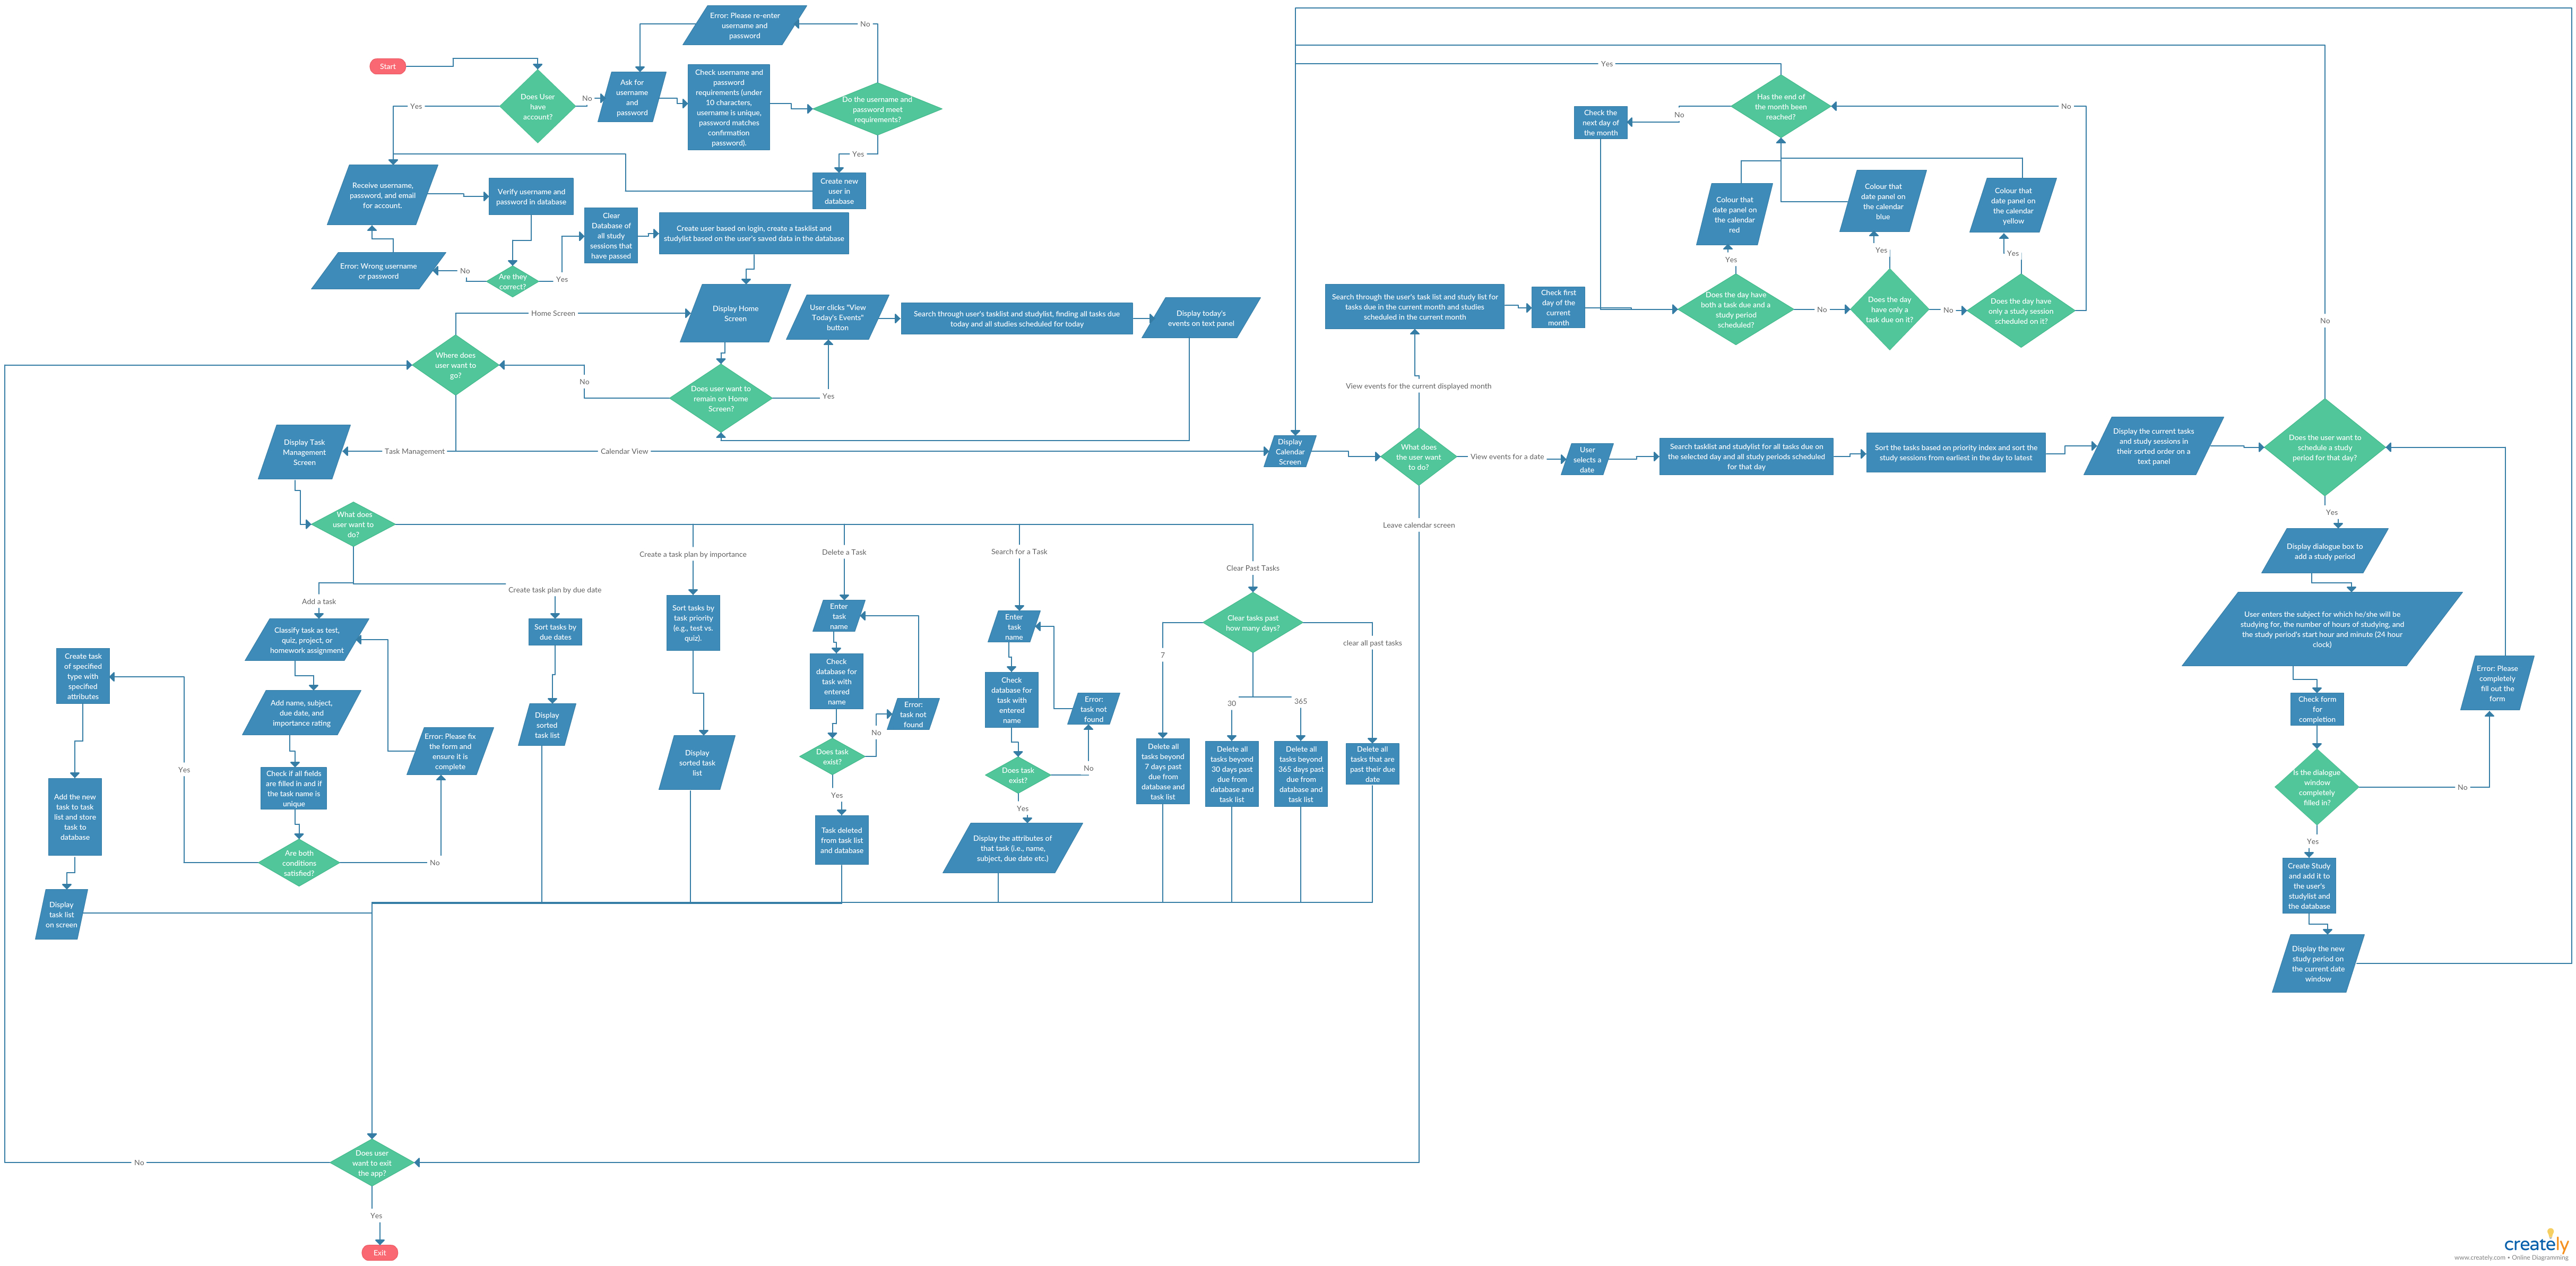 Start
Does User
have
account?
Yes
No
Ask for
username
and
password
Error: Please re-enter
username and
password
No
Check username and
password
requirements (under
10 characters,
username is unique,
password matches
confirmation
password).
Do the username and
password meet
requirements?
Yes
Create new
user in
database
Receive username,
password, and email
for account.
Verify username and
password in database
Error: Wrong username
or password
No
Are they
correct?
Yes
Clear
Database of
all study
sessions that
have passed
Create user based on login, create a tasklist and
studylist based on the user's saved data in the database
Display Home
Screen
Home Screen
User clicks "View
Today's Events"
button
Search through user's tasklist and studylist, finding all tasks due
today and all studies scheduled for today
Display today's
events on text panel
Where does
user want to
go?
No
Does user want to
remain on Home
Screen?
Yes
Display Task
Management
Screen
Task Management
Calendar View
Display
Calendar
Screen
What does
the user want
to do?
View events for the current displayed month
Search through the user's task list and study list for
tasks due in the current month and studies
scheduled in the current month
Check first
day of the
current
month
Does the day have
both a task due and a
study period
scheduled?
No
Does the day
have only a
task due on it?
No
Does the day have
only a study session
scheduled on it?
Yes
Yes
Yes
Colour that
date panel on
the calendar
red
Colour that
date panel on
the calendar
blue
Colour that
date panel on
the calendar
yellow
No
Has the end of
the month been
reached?
Yes
No
Check the
next day of
the month
View events for a date
User
selects a
date
Search tasklist and studylist for all tasks due on
the selected day and all study periods scheduled
for that day
Sort the tasks based on priority index and sort the
study sessions from earliest in the day to latest
Display the current tasks
and study sessions in
their sorted order on a
text panel
Does the user want to
schedule a study
period for that day?
No
Yes
Display dialogue box to
add a study period
User enters the subject for which he/she will be
studying for, the number of hours of studying, and
the study period's start hour and minute (24 hour
clock)
Check form
for
completion
Is the dialogue
window
completely
filled in?
No
Error: Please
completely
fill out the
form
Yes
Create Study
and add it to
the user's
studylist and
the database
Display the new
study period on
the current date
window
Leave calendar screen
What does
user want to
do?
Add a task
Create task plan by due date
Create a task plan by importance
Delete a Task
Search for a Task
Clear Past Tasks
Classify task as test,
quiz, project, or
homework assignment
Add name, subject,
due date, and
importance rating
Check if all fields
are filled in and if
the task name is
unique
Are both
conditions
satisfied?
No
Error: Please fix
the form and
ensure it is
complete
Yes
Create task
of specified
type with
specified
attributes
Add the new
task to task
list and store
task to
database
Display
task list
on screen
Sort tasks by
due dates
Display
sorted
task list
Sort tasks by
task priority
(e.g., test vs.
quiz).
Display
sorted task
list
Enter
task
name
Check
database for
task with
entered
name
Does task
exist?
No
Error:
task not
found
Yes
Task deleted
from task list
and database
Enter
task
name
Check
database for
task with
entered
name
Does task
exist?
No
Error:
task not
found
Yes
Display the attributes of
that task (i.e., name,
subject, due date etc.)
Clear tasks past
how many days?
7
30
365
clear all past tasks
Delete all
tasks beyond
7 days past
due from
database and
task list
Delete all
tasks beyond
30 days past
due from
database and
task list
Delete all
tasks beyond
365 days past
due from
database and
task list
Delete all
tasks that are
past their due
date
Does user
want to exit
the app?
No
Yes
Exit
creately
www.creately.com • Online Diagramming